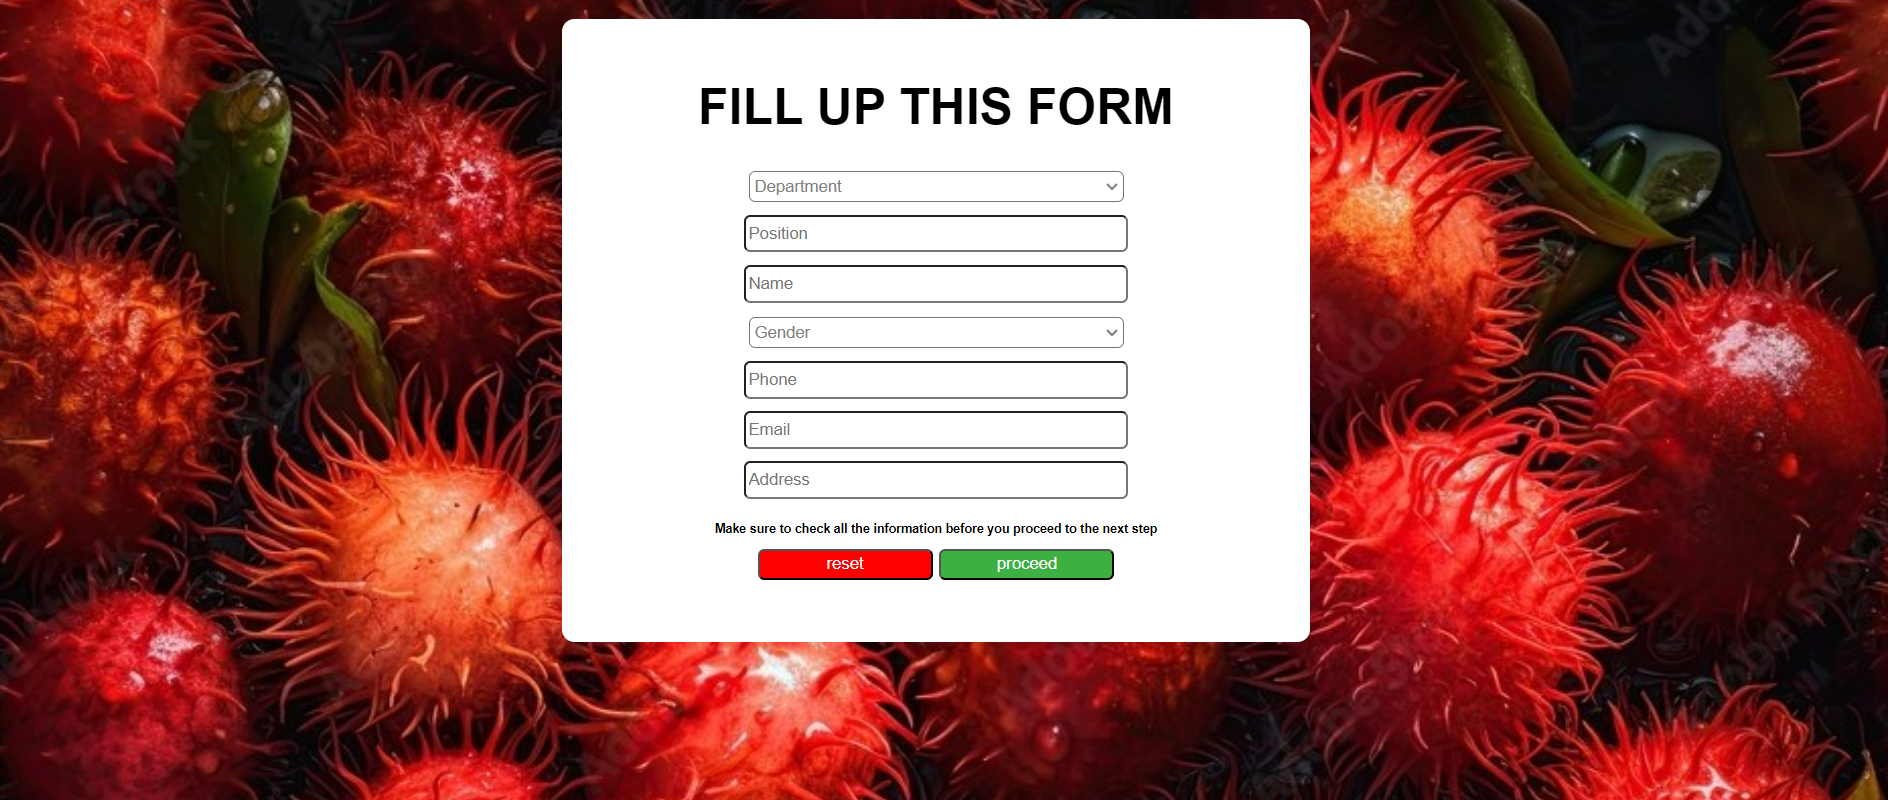 FILL UP THIS FORM
Department
Position
Name
Gender
Phone
Email
Address
Make sure to check all the information before you proceed to the next step
reset
proceed